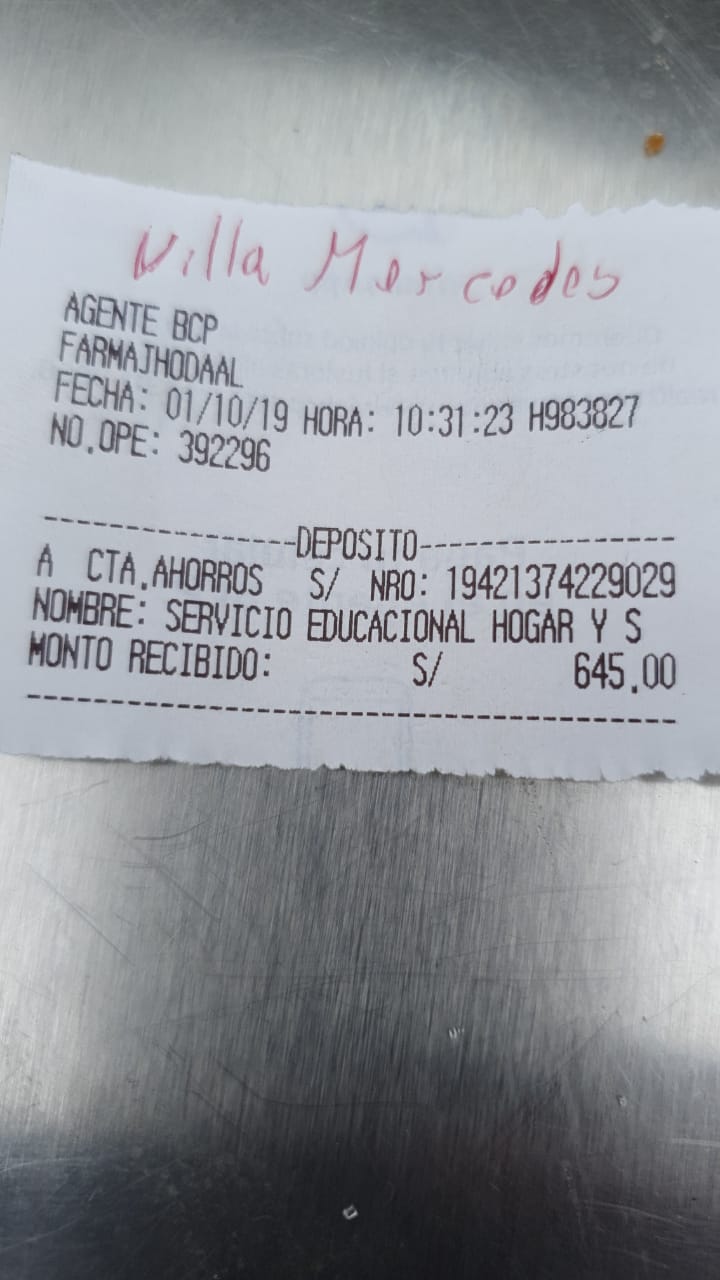 Villa Mercedes
AGENTE BCP
FARMAJHODAAL
FECHA: 01/10/19 HORA: 10:31:23 H983827
NO.OPE: 392296
----------------DEPOSITO----------------
A CTA.AHORROS S/ NRO: 19421374229029
NOMBRE: SERVICIO EDUCACIONAL HOGAR Y S
MONTO RECIBIDO: S/ 645.00
----------------------------------------